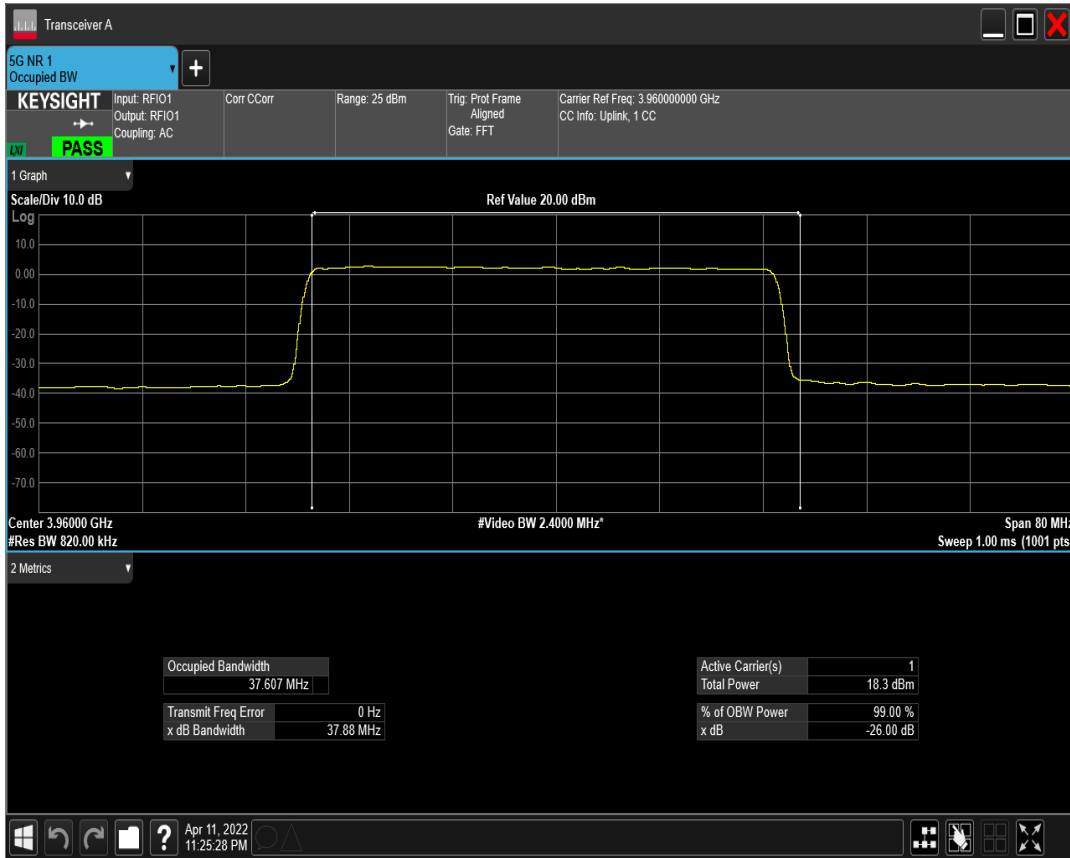 Transceiver A
5G NR 1
Occupied BW
KEYSIGHT
LXI
PASS
Input: RFIO1
Output: RFIO1
Coupling: AC
Corr CCorr
Range: 25 dBm
Trig: Prot Frame
Aligned
Gate: FFT
Carrier Ref Freq: 3.960000000 GHz
CC Info: Uplink, 1 CC
1 Graph
Scale/Div 10.0 dB
Ref Value 20.00 dBm
Log
10.0
0.00
-10.0
-20.0
-30.0
-40.0
-50.0
-60.0
-70.0
Center 3.96000 GHz
#Video BW 2.4000 MHz*
Span 80 MHz
#Res BW 820.00 kHz
Sweep 1.00 ms (1001 pts
2 Metrics
Occupied Bandwidth
37.607 MHz
Transmit Freq Error 0 Hz
x dB Bandwidth 37.88 MHz
Active Carrier(s) 1
Total Power 18.3 dBm
% of OBW Power 99.00 %
x dB -26.00 dB
?
Apr 11, 2022
11:25:28 PM